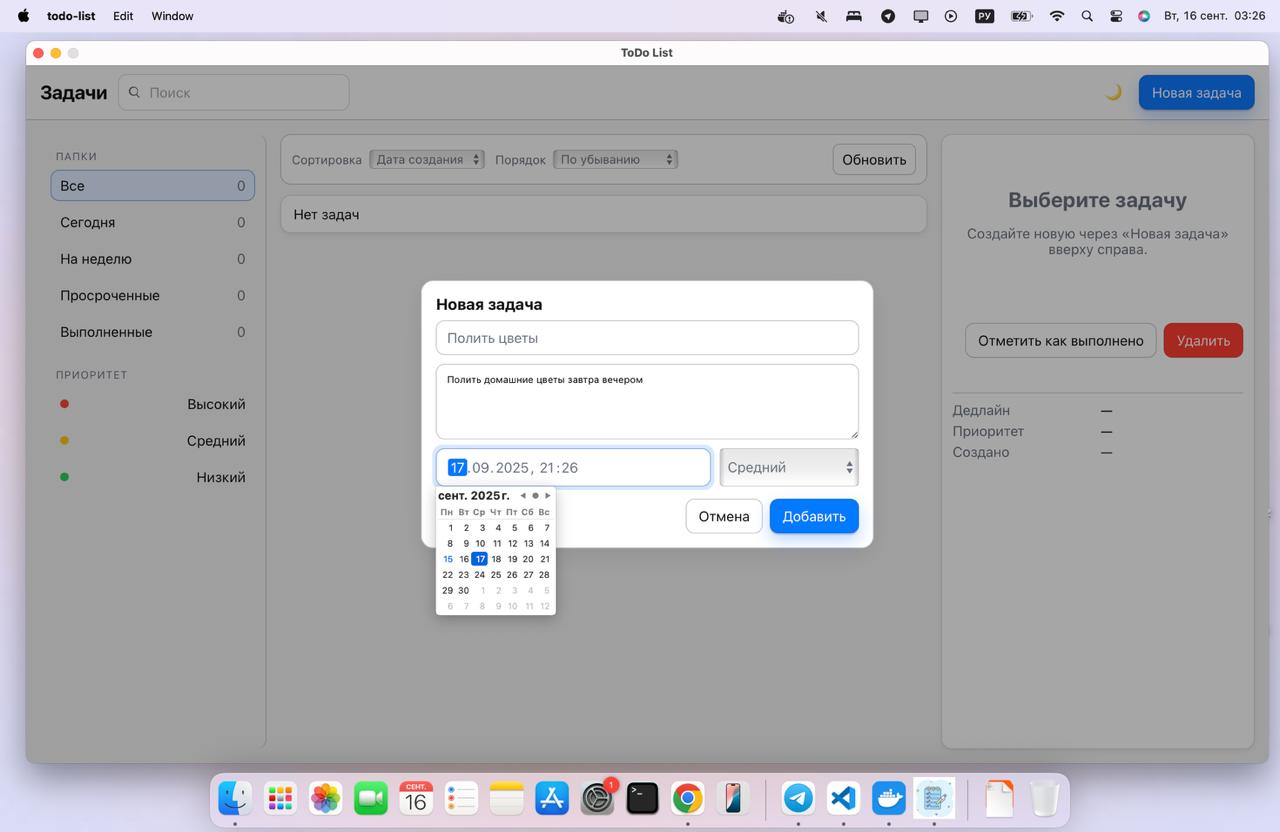 todo-list Edit Window РУ Вт, 16 сент. 03:26
ToDo List
Задачи Поиск Новая задача
ПАПКИ
Все 0
Сегодня 0
На неделю 0
Просроченные 0
Выполненные 0
ПРИОРИТЕТ
Высокий
Средний
Низкий
Сортировка Дата создания Порядок По убыванию Обновить
Нет задач
Новая задача
Полить цветы
Полить домашние цветы завтра вечером
17.09.2025, 21:26 Средний
сент. 2025 г.
Пн Вт Ср Чт Пт Сб Вс
1 2 3 4 5 6 7
8 9 10 11 12 13 14
15 16 17 18 19 20 21
22 23 24 25 26 27 28
29 30 1 2 3 4 5
6 7 8 9 10 11 12
Отмена Добавить
Выберите задачу
Создайте новую через «Новая задача»
вверху справа.
Отметить как выполнено Удалить
Дедлайн —
Приоритет —
Создано —
СЕНТ.
16
1